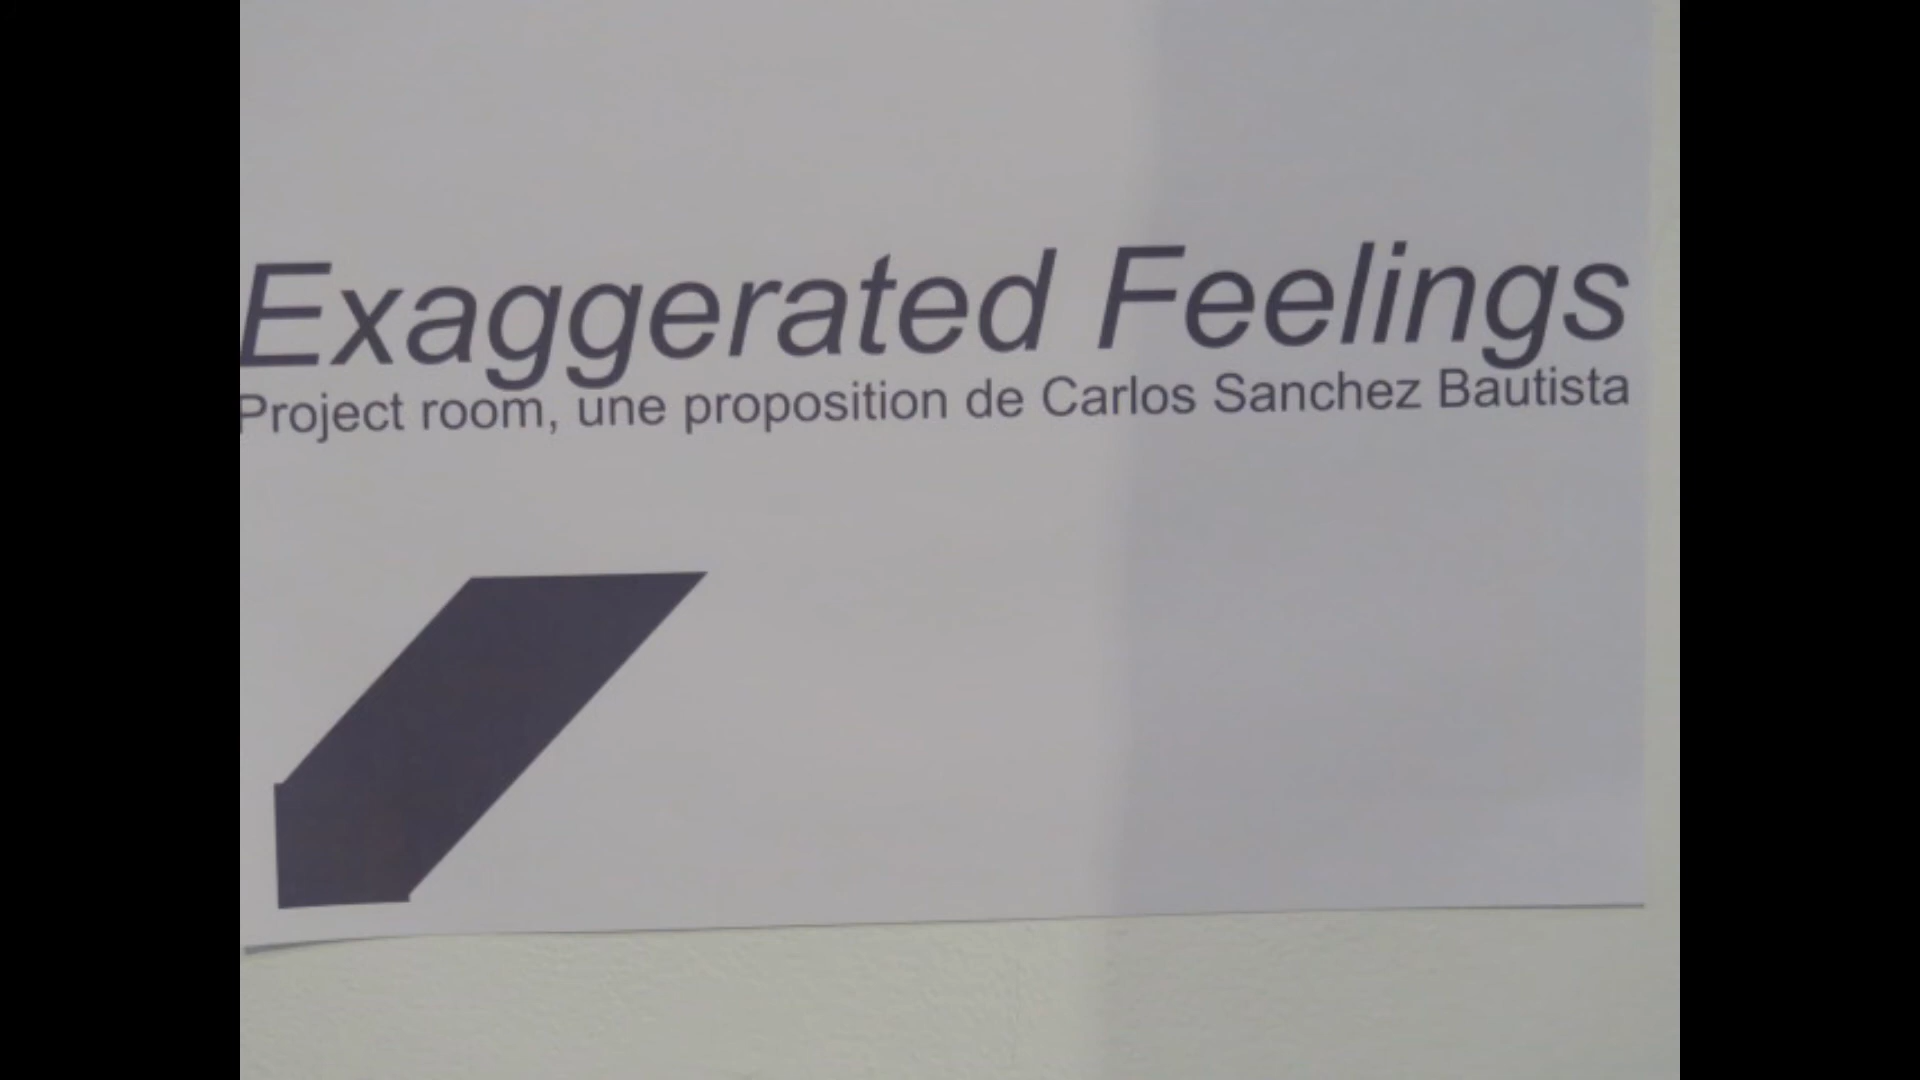 Exaggerated Feelings
Project room, une proposition de Carlos Sanchez Bautista